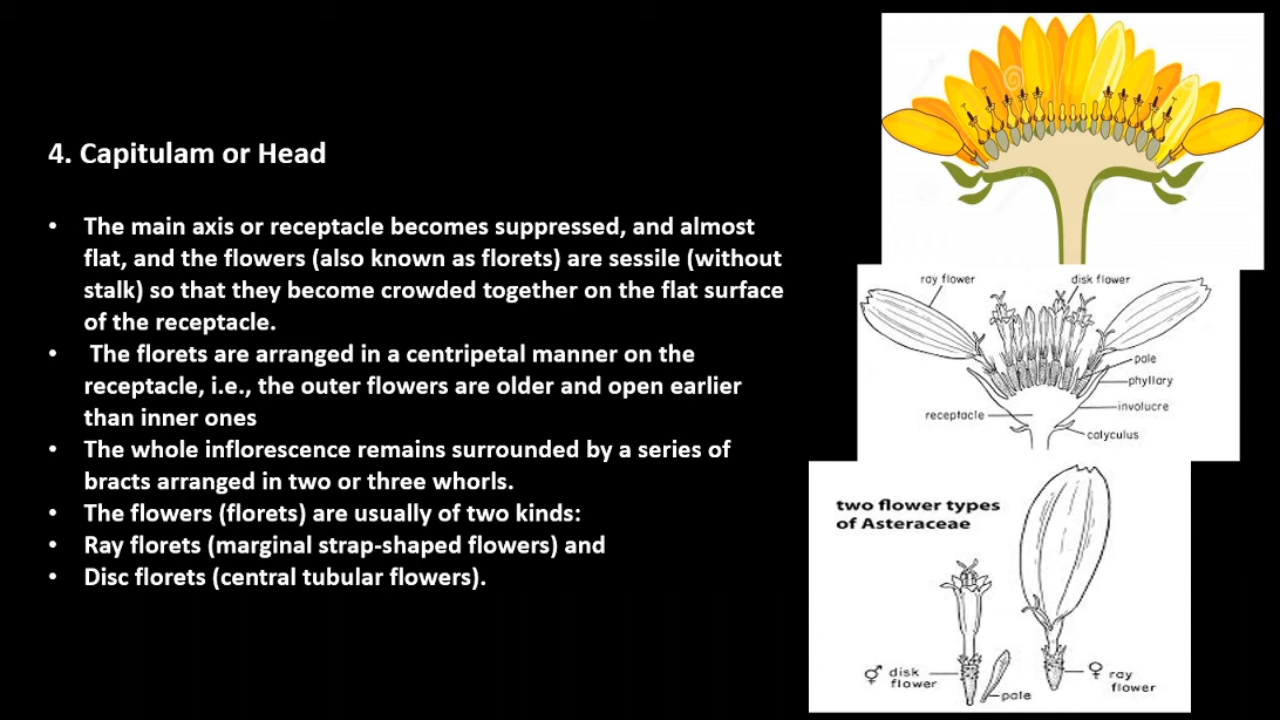 4. Capitulam or Head
• The main axis or receptacle becomes suppressed, and almost
flat, and the flowers (also known as florets) are sessile (without
stalk) so that they become crowded together on the flat surface
of the receptacle.
• The florets are arranged in a centripetal manner on the
receptacle, i.e., the outer flowers are older and open earlier
than inner ones
• The whole inflorescence remains surrounded by a series of
bracts arranged in two or three whorls.
• The flowers (florets) are usually of two kinds:
• Ray florets (marginal strap-shaped flowers) and
• Disc florets (central tubular flowers).
ray flower
disk flower
pale
phyllary
involucre
receptacle
calyculus
two flower types
of Asteraceae
⚥ disk
flower
pale
♀ ray
flower